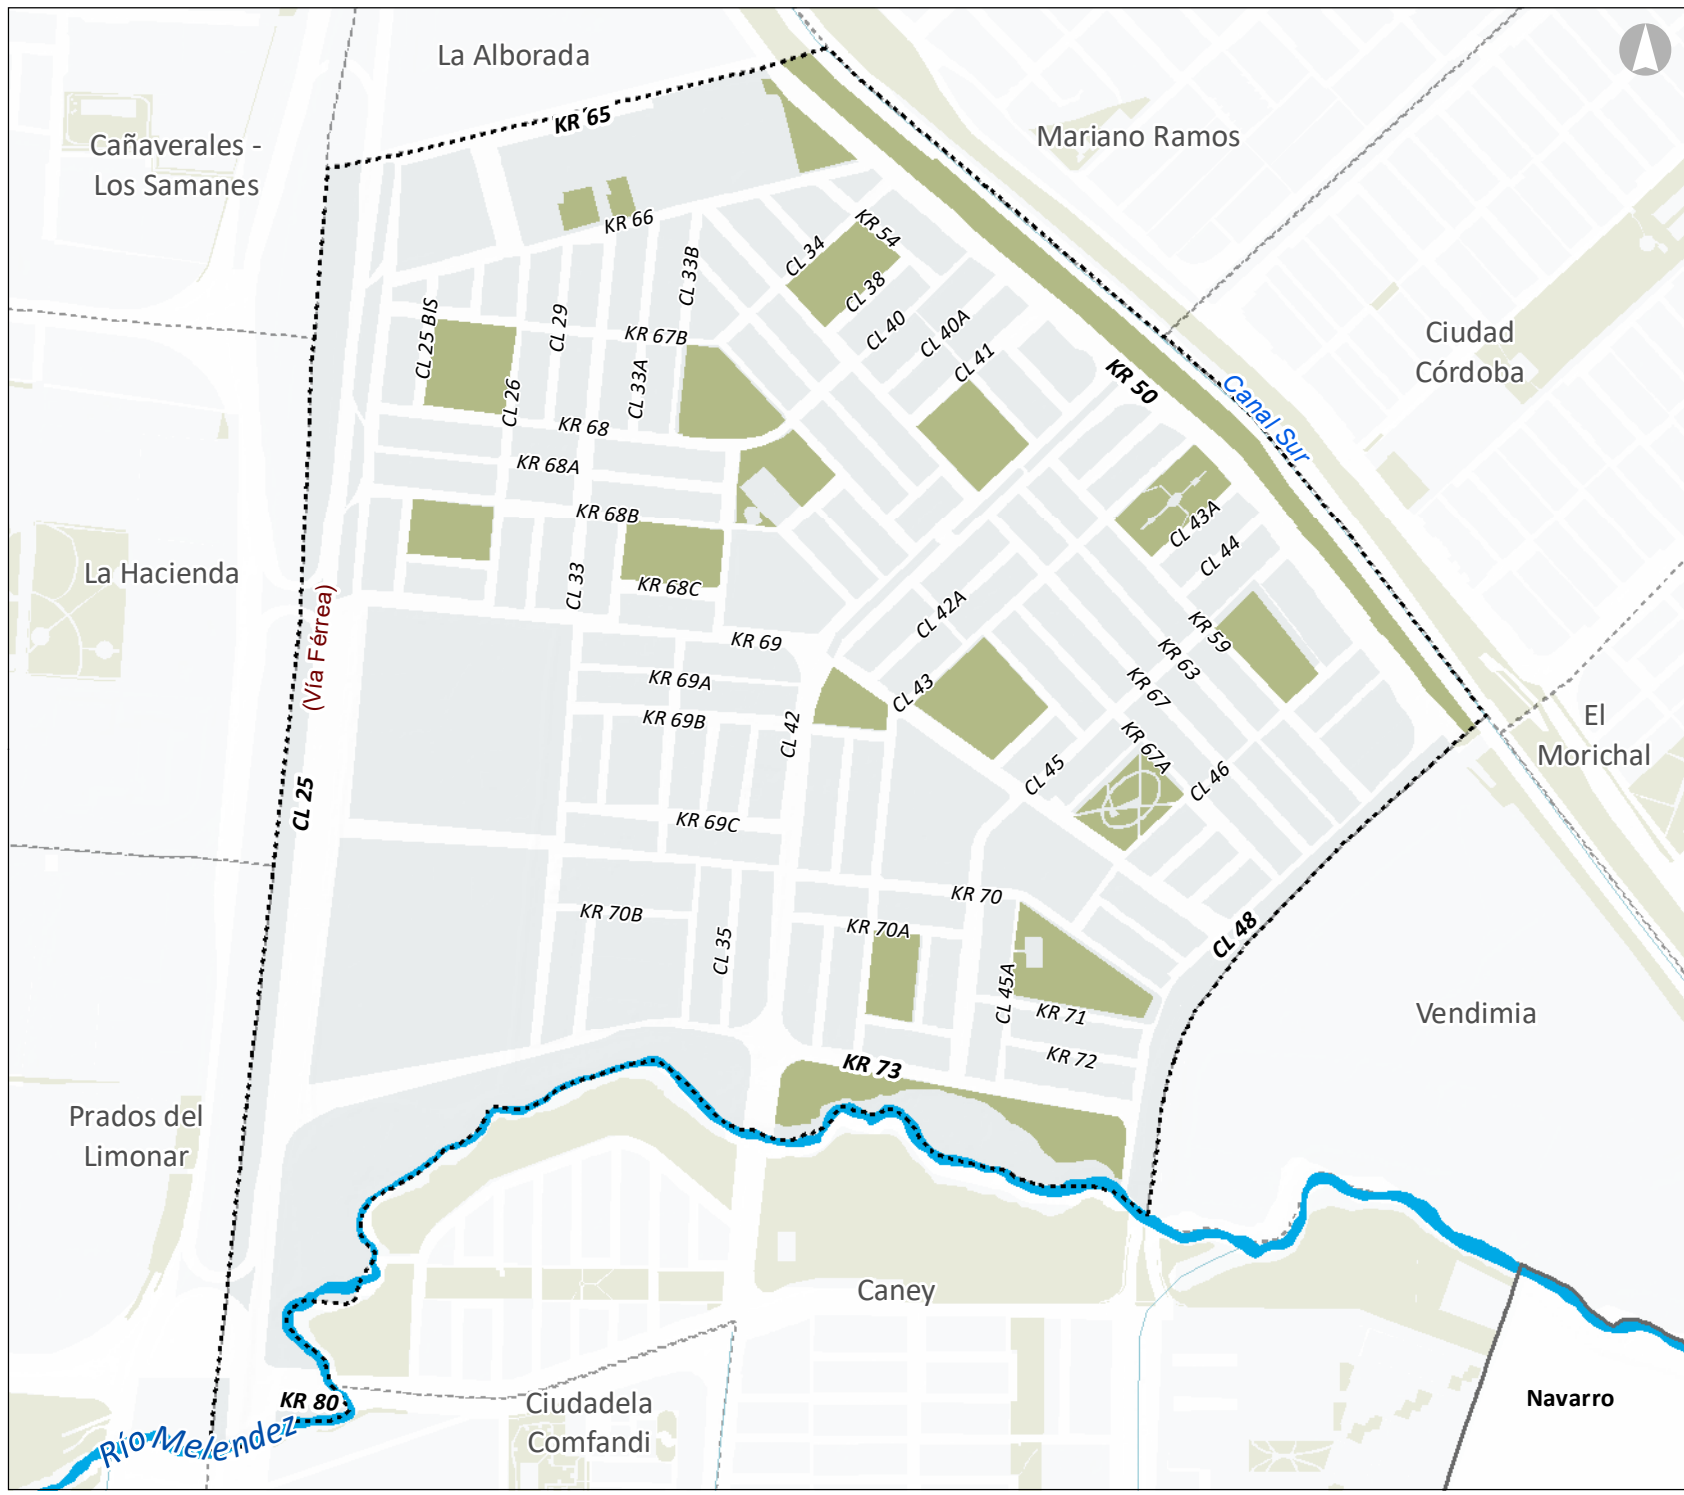 La Alborada
Cañaverales -
Los Samanes
KR 65
Mariano Ramos
KR 66
KR 54
CL 34
CL 33B
CL 38
CL 25 BIS
CL 29
KR 67B
CL 40
CL 40A
CL 41
Ciudad
Córdoba
KR 50
Canal Sur
CL 26
CL 33A
KR 68
KR 68A
KR 68B
CL 43A
CL 44
La Hacienda
CL 33
KR 68C
CL 42A
(Vía Férrea)
KR 69
KR 59
KR 63
KR 69A
KR 67
CL 43
KR 69B
CL 42
KR 67A
El
Morichal
CL 45
CL 46
CL 25
KR 69C
KR 70
KR 70B
KR 70A
CL 35
CL 48
CL 45A
KR 71
Vendimia
KR 72
KR 73
Prados del
Limonar
Caney
KR 80
Ciudadela
Comfandi
Navarro
Río Melendez